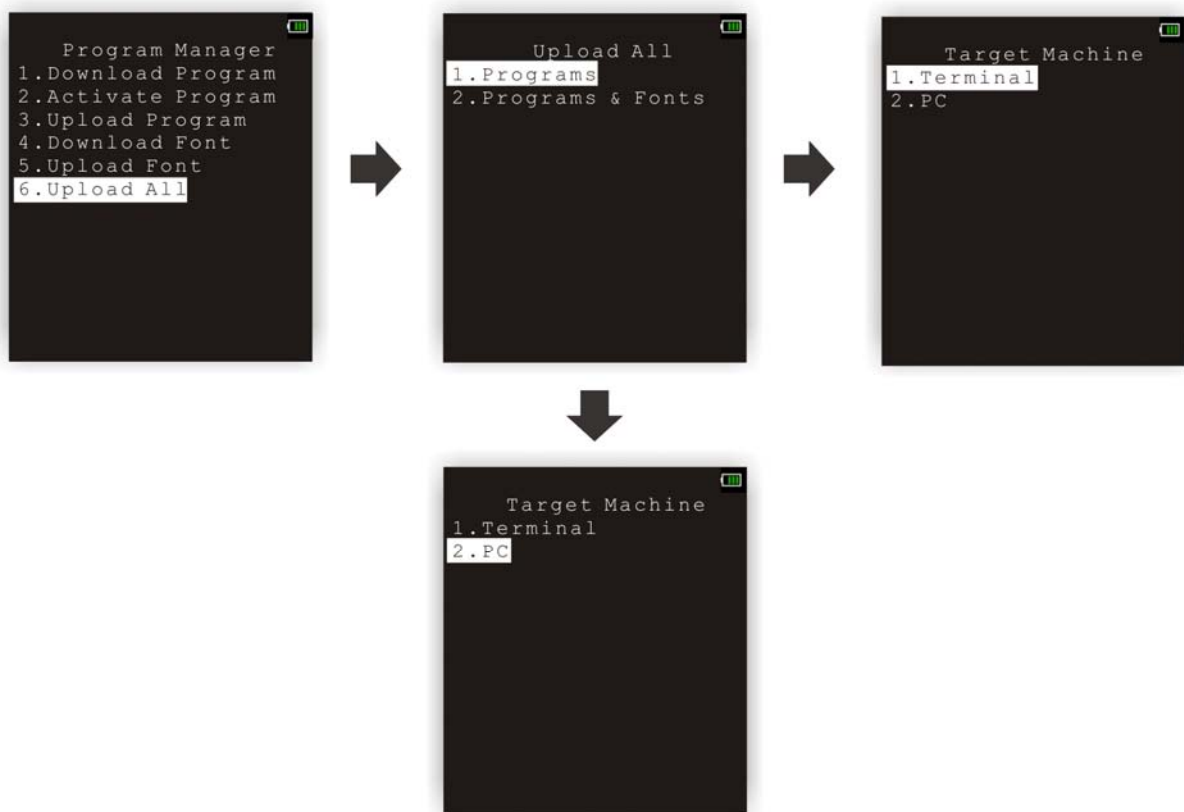 Program Manager
1.Download Program
2.Activate Program
3.Upload Program
4.Download Font
5.Upload Font
6.Upload All
Upload All
1.Programs
2.Programs & Fonts
Target Machine
1.Terminal
2.PC
Target Machine
1.Terminal
2.PC